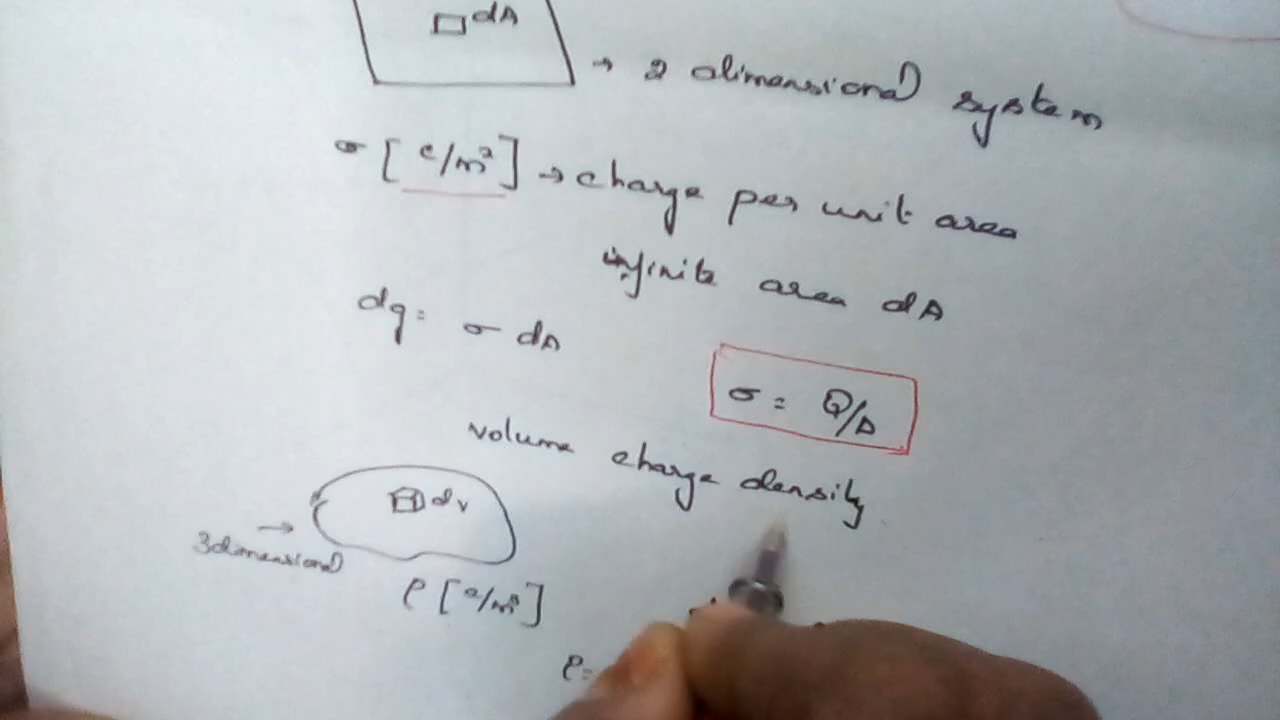 dA
→ 2 dimensional system
σ [c/m²] → charge per unit area
infinite area dA
dq = σ dA
σ = Q/A
volume charge density
dv
→
3dimensional
ρ [c/m³]
ρ=